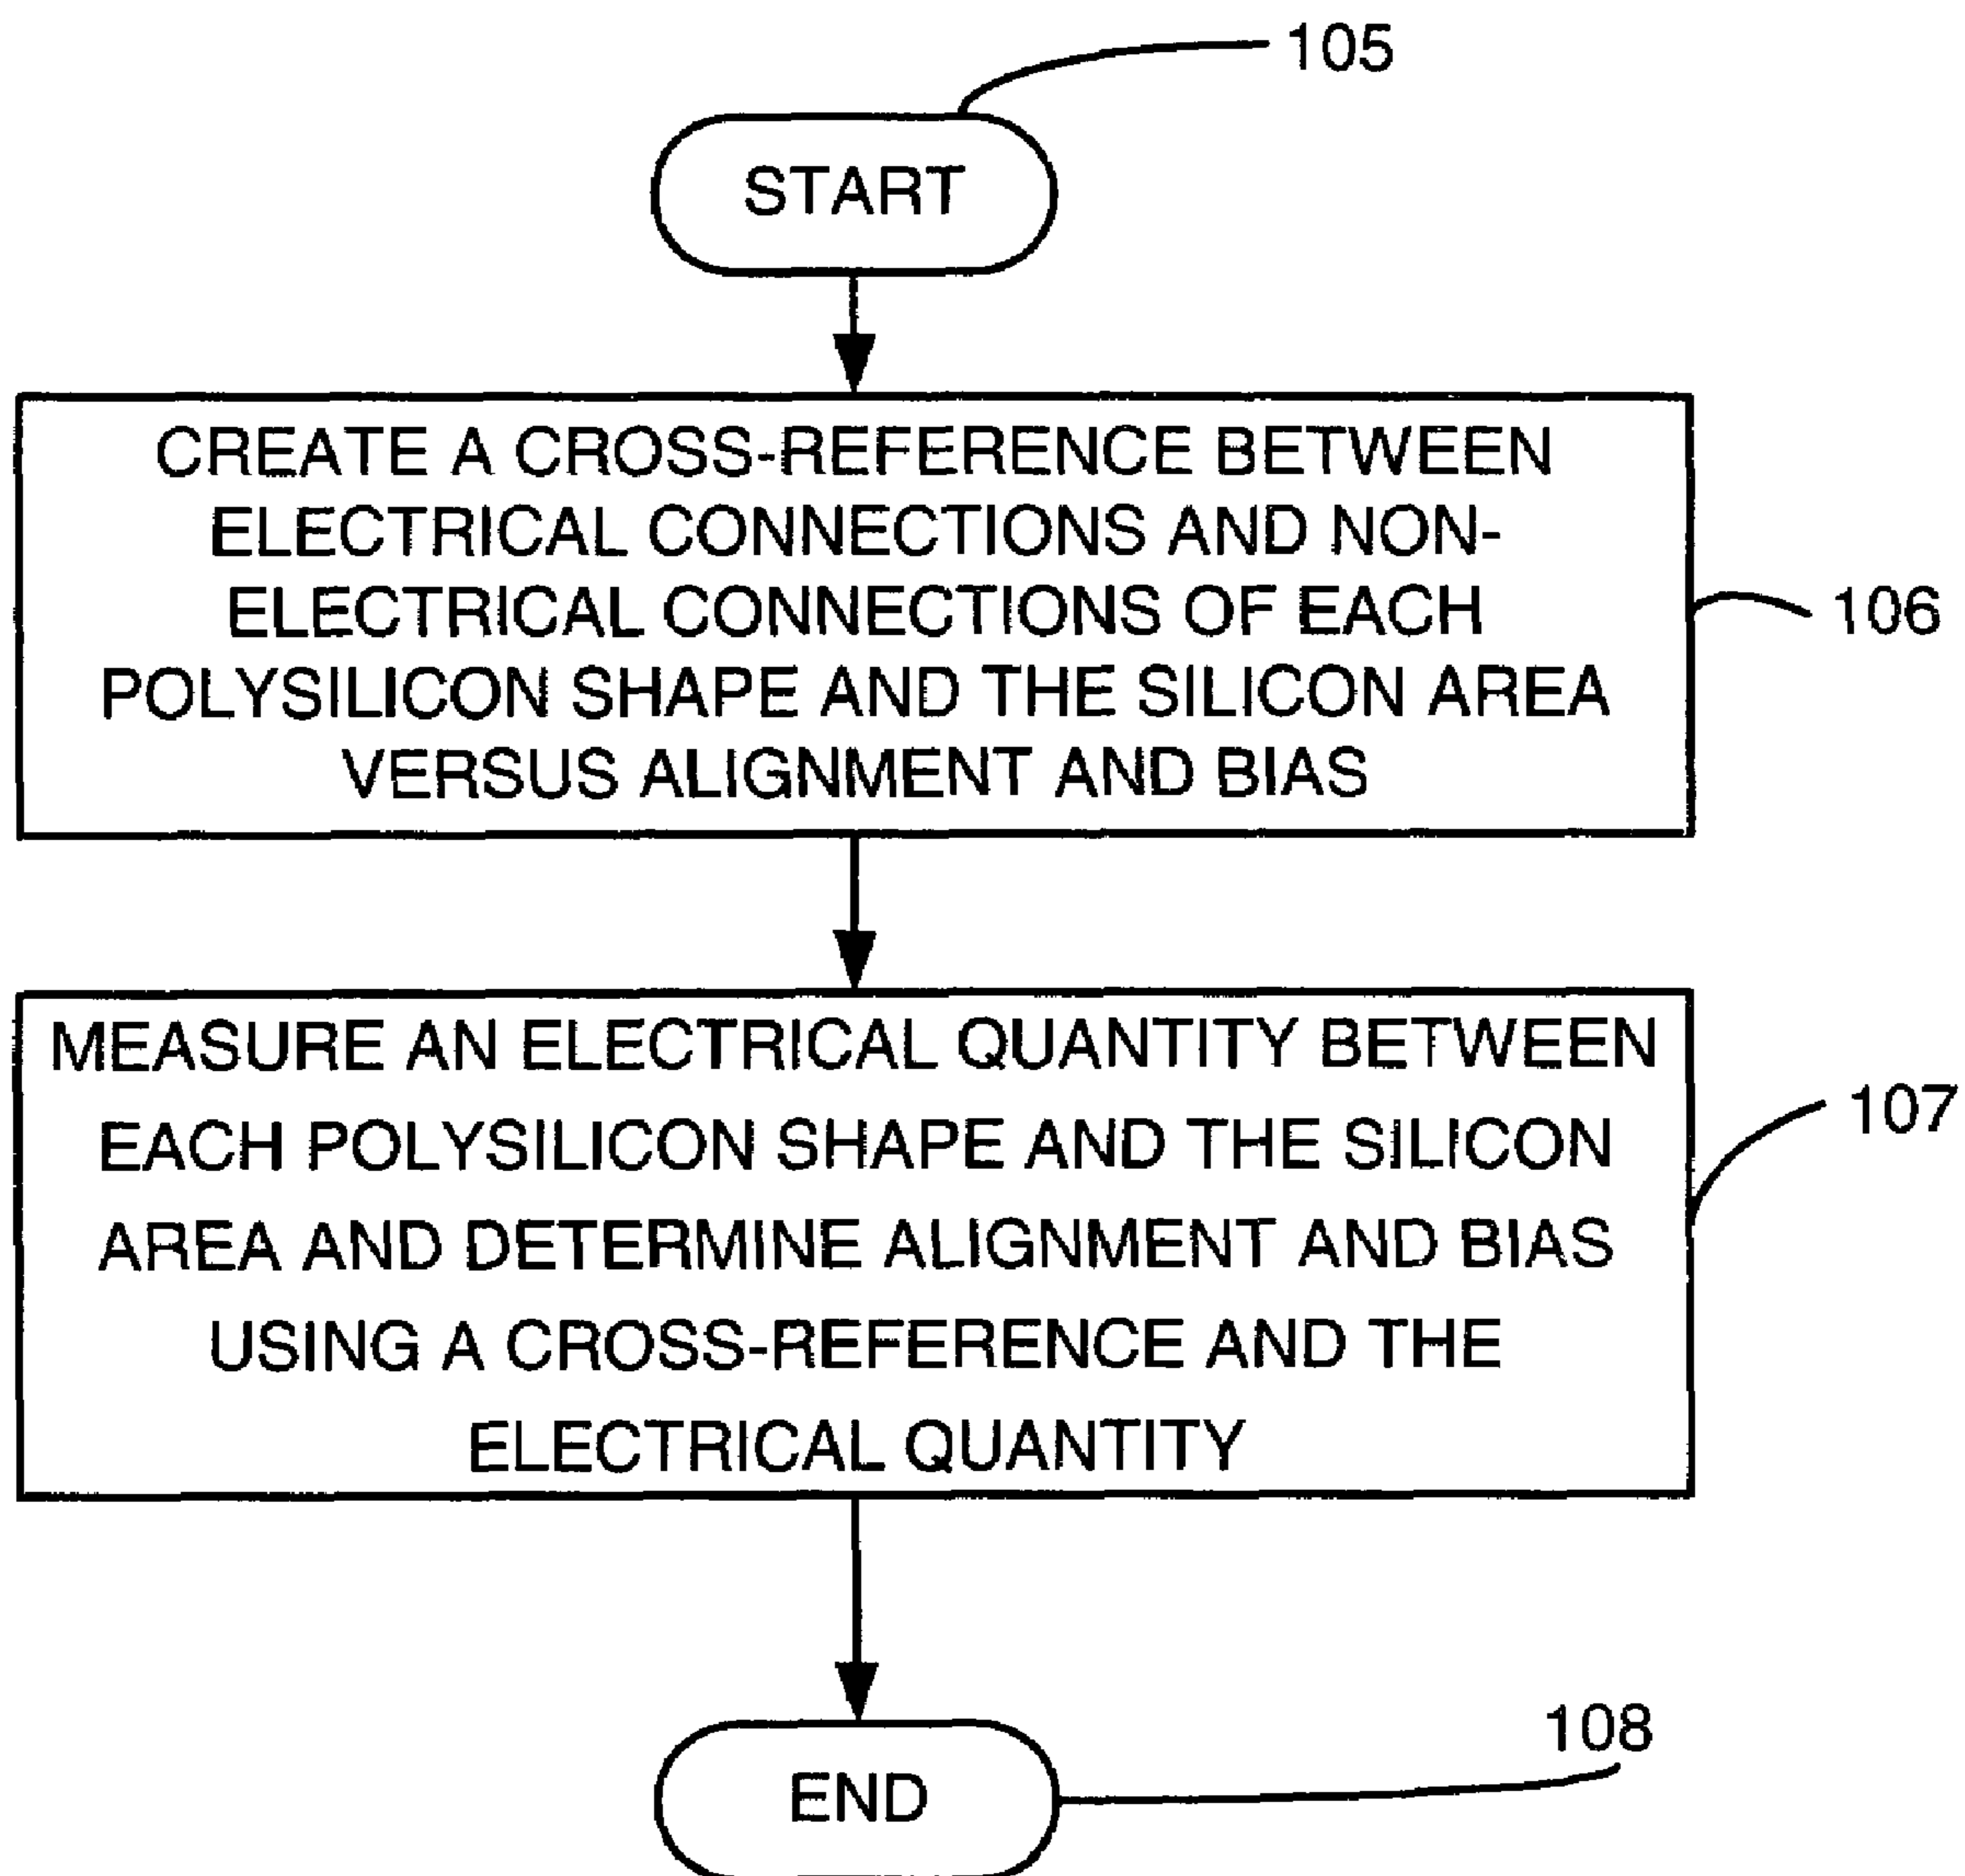 105
START
CREATE A CROSS-REFERENCE BETWEEN
ELECTRICAL CONNECTIONS AND NON-
ELECTRICAL CONNECTIONS OF EACH
POLYSILICON SHAPE AND THE SILICON AREA
VERSUS ALIGNMENT AND BIAS
106
MEASURE AN ELECTRICAL QUANTITY BETWEEN
EACH POLYSILICON SHAPE AND THE SILICON
AREA AND DETERMINE ALIGNMENT AND BIAS
USING A CROSS-REFERENCE AND THE
ELECTRICAL QUANTITY
107
108
END